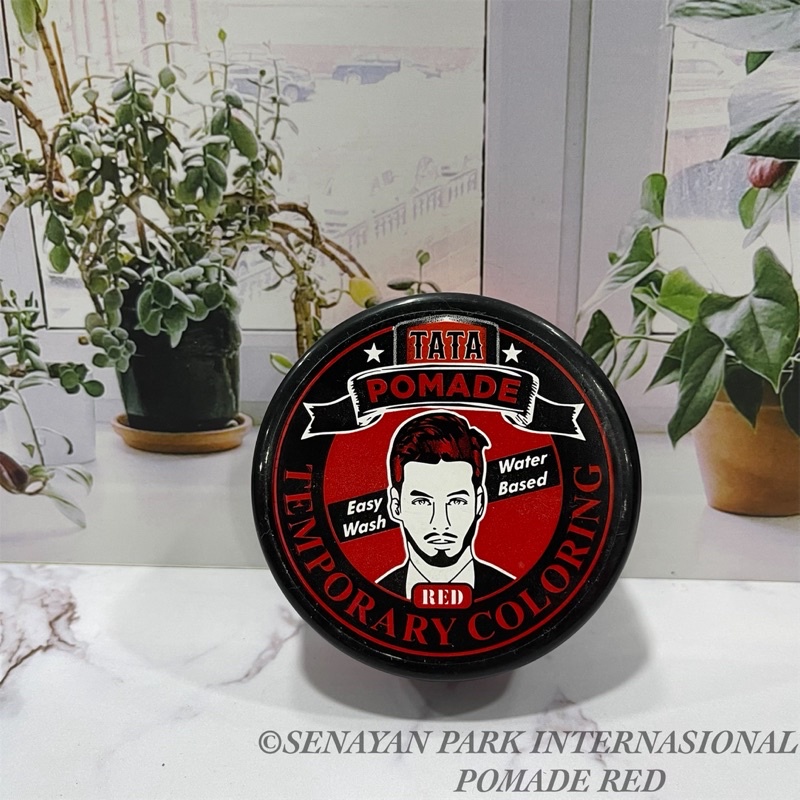 TATA
POMADE
Easy
Wash
Water
Based
RED
TEMPORARY COLORING
©SENAYAN PARK INTERNASIONAL
POMADE RED